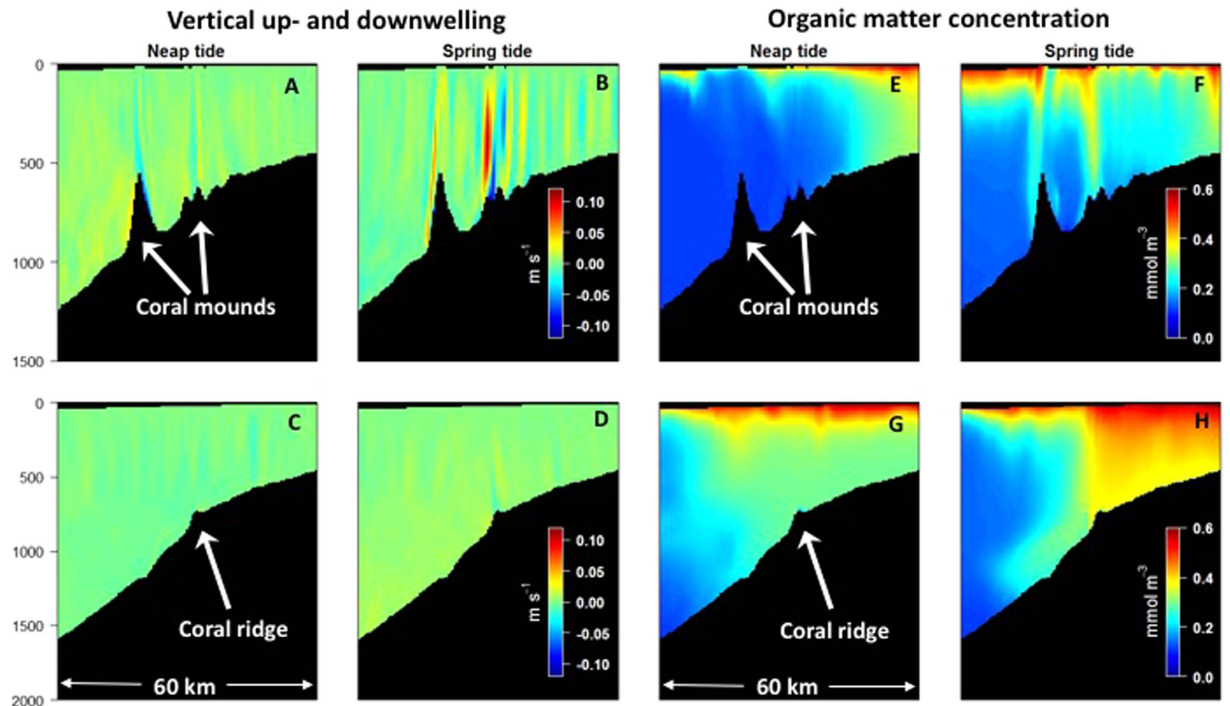 Vertical up- and downwelling
Organic matter concentration
Neap tide
Spring tide
Neap tide
Spring tide
0
500
1000
1500
A
Coral mounds
B
m s⁻¹
0.10
0.05
0.00
-0.05
-0.10
E
Coral mounds
F
mmol m⁻³
0.6
0.4
0.2
0.0
0
500
1000
1500
2000
C
Coral ridge
60 km
D
m s⁻¹
0.10
0.05
0.00
-0.05
-0.10
G
Coral ridge
60 km
H
mmol m⁻³
0.6
0.4
0.2
0.0